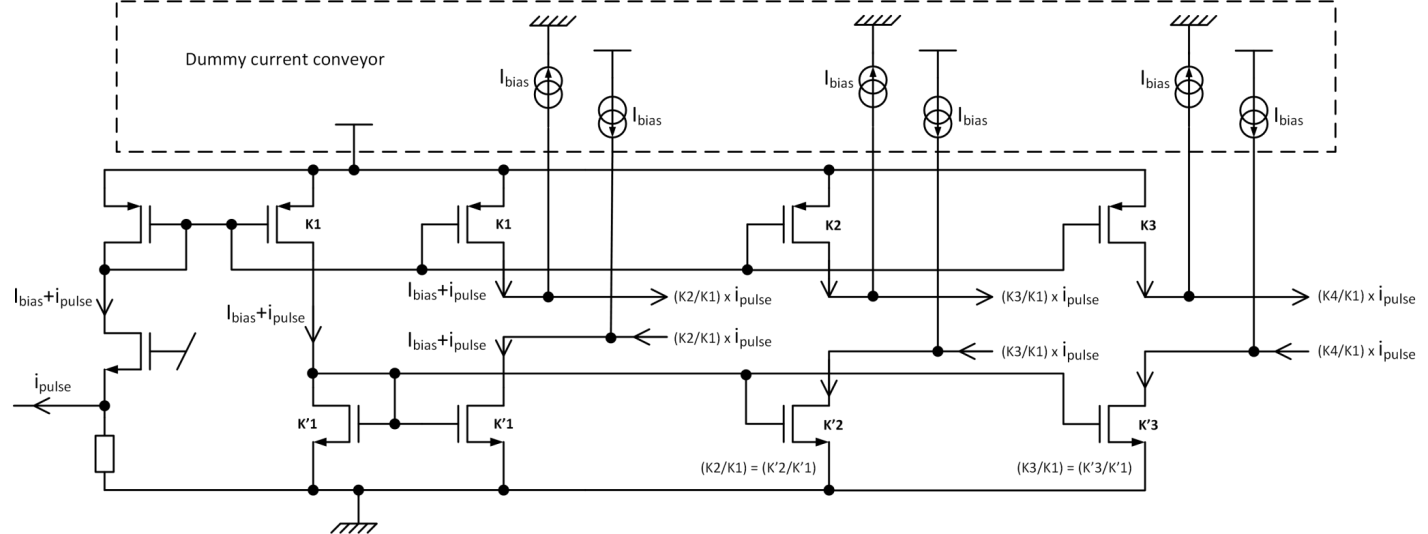 Dummy current conveyor
Ibias
Ibias
Ibias
Ibias
Ibias
Ibias
K1
K1
K2
K3
Ibias+ipulse
Ibias+ipulse
(K2/K1) x ipulse
(K3/K1) x ipulse
(K4/K1) x ipulse
Ibias+ipulse
Ibias+ipulse
(K2/K1) x ipulse
(K3/K1) x ipulse
(K4/K1) x ipulse
ipulse
K'1
K'1
K'2
K'3
(K2/K1) = (K'2/K'1)
(K3/K1) = (K'3/K'1)